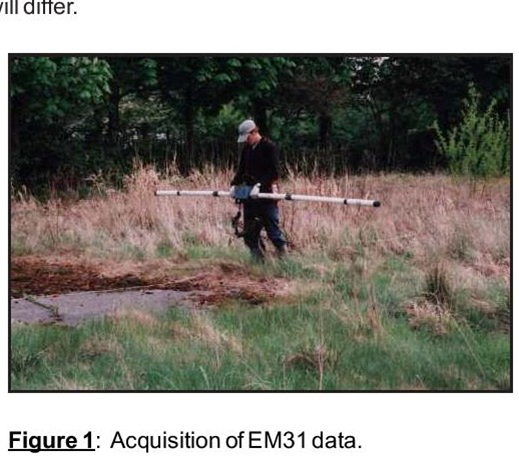 will differ.
Figure 1: Acquisition of EM31 data.